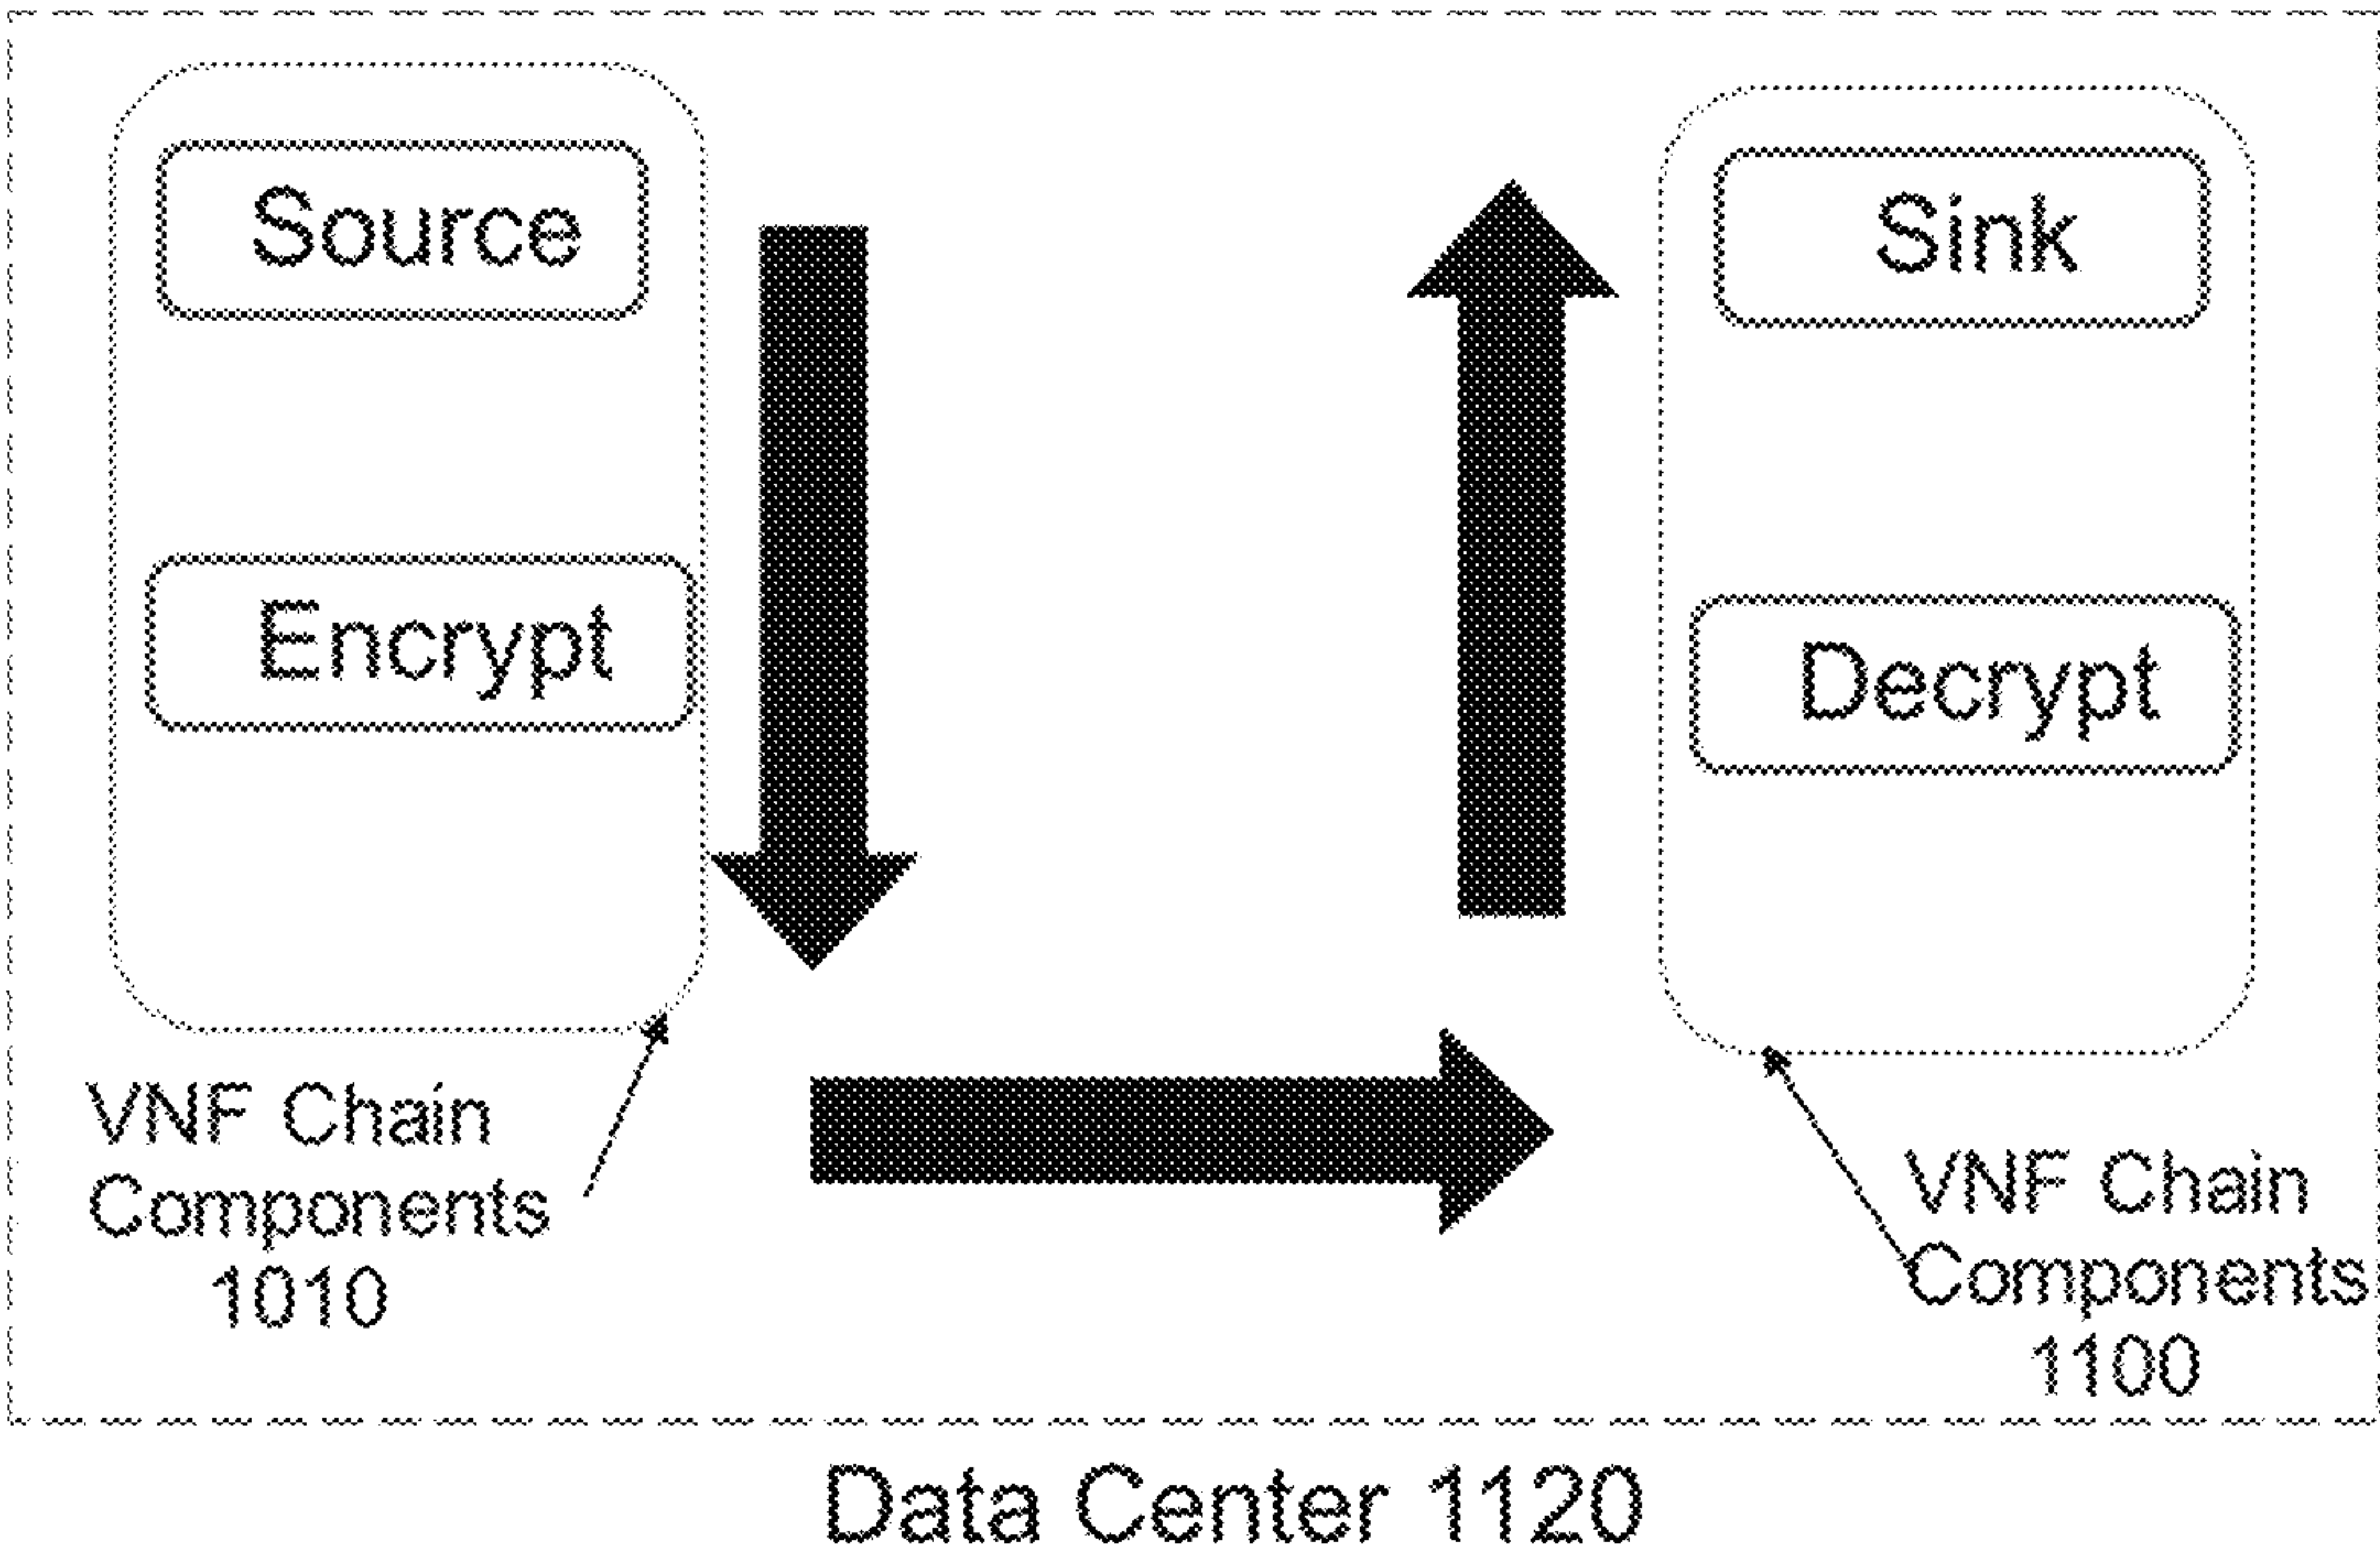 Source
Encrypt
VNF Chain
Components
1010
Sink
Decrypt
VNF Chain
Components
1100
Data Center 1120